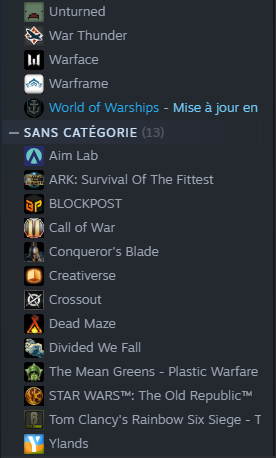 Unturned
War Thunder
Warface
Warframe
World of Warships - Mise à jour en
— SANS CATÉGORIE (13)
Aim Lab
ARK: Survival Of The Fittest
BLOCKPOST
Call of War
Conqueror's Blade
Creativerse
Crossout
Dead Maze
Divided We Fall
The Mean Greens - Plastic Warfare
STAR WARS™: The Old Republic™
Tom Clancy's Rainbow Six Siege - T
Ylands